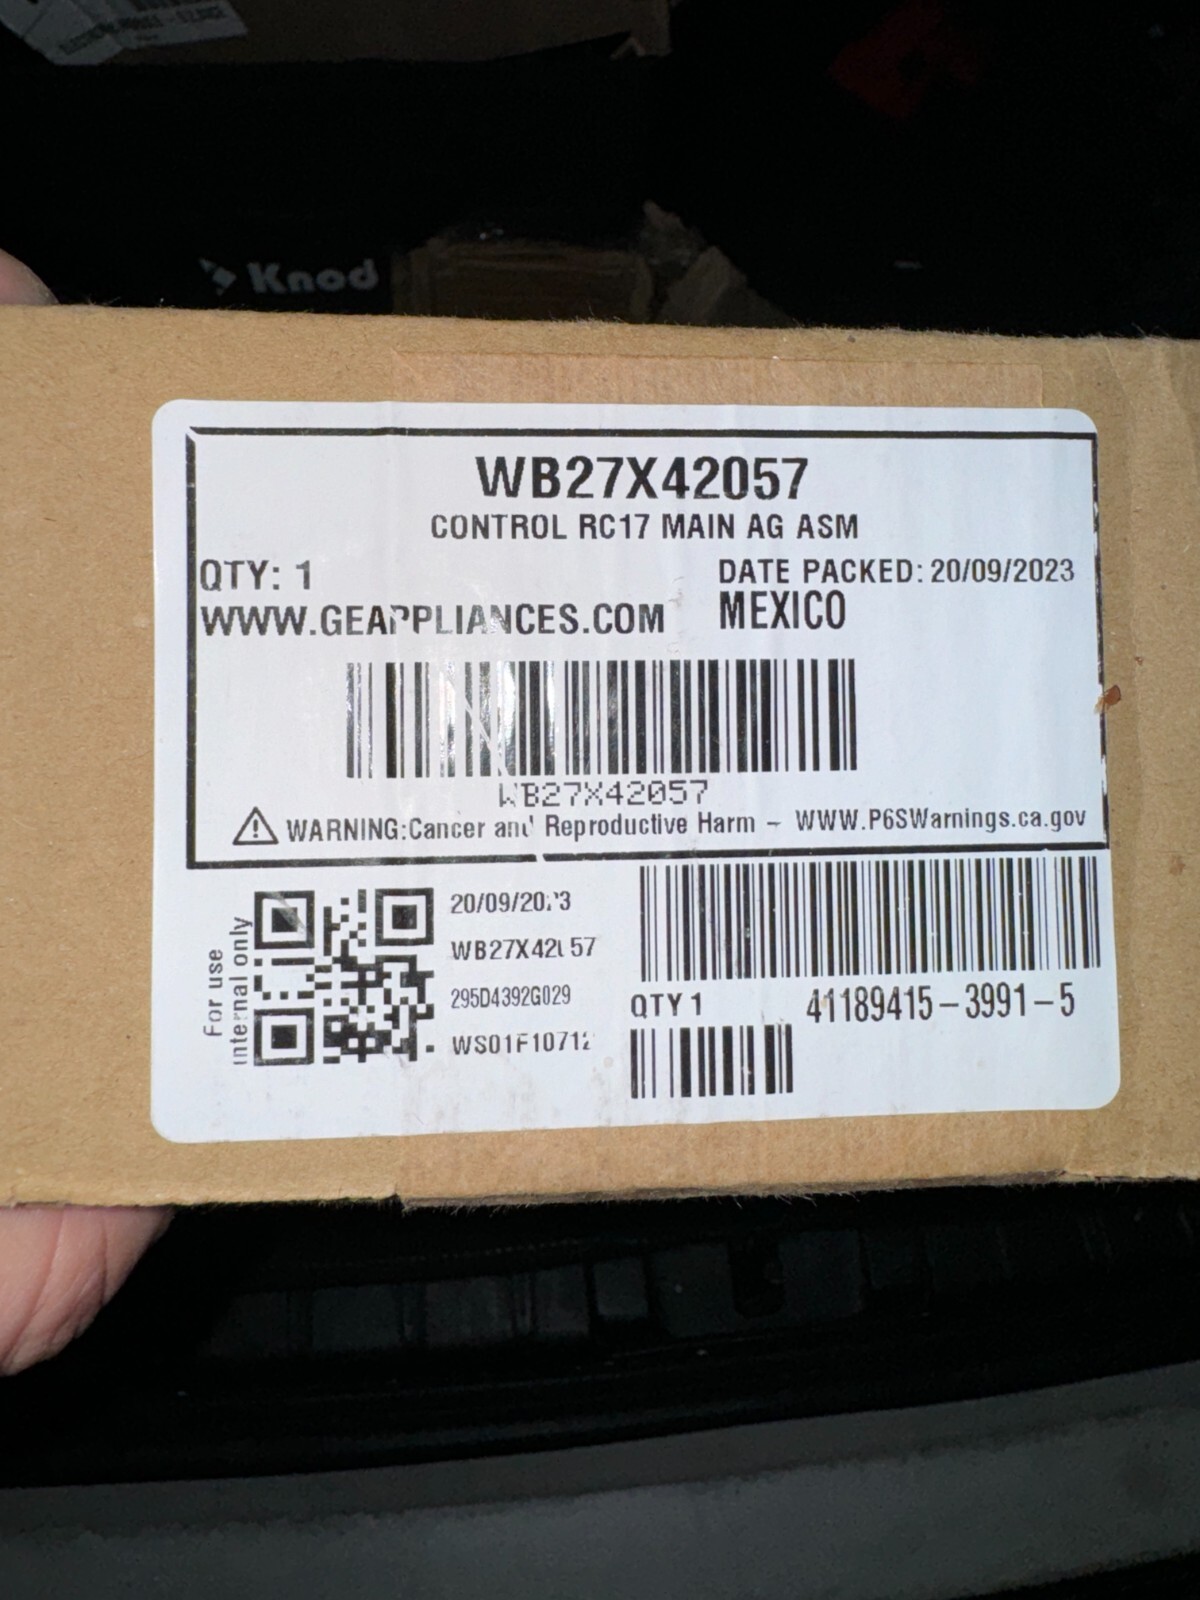 Knod
WB27X42057
CONTROL RC17 MAIN AG ASM
QTY: 1
DATE PACKED: 20/09/2023
WWW.GEAPPLIANCES.COM
MEXICO
WB27X42057
WARNING:Cancer and Reproductive Harm - WWW.P65Warnings.ca.gov
For use
internal only
20/09/2023
WB27X42057
295D4392G029
QTY 1
41189415-3991-5